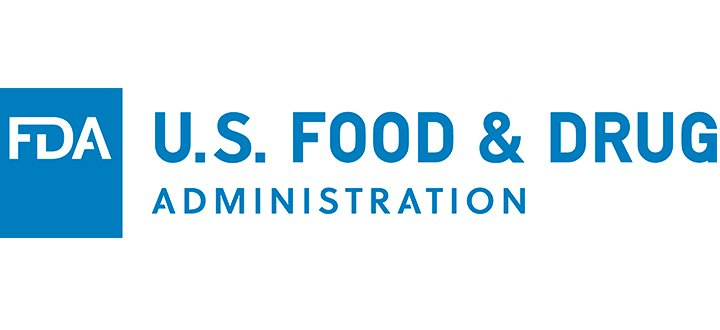 FDA
U.S. FOOD & DRUG
ADMINISTRATION